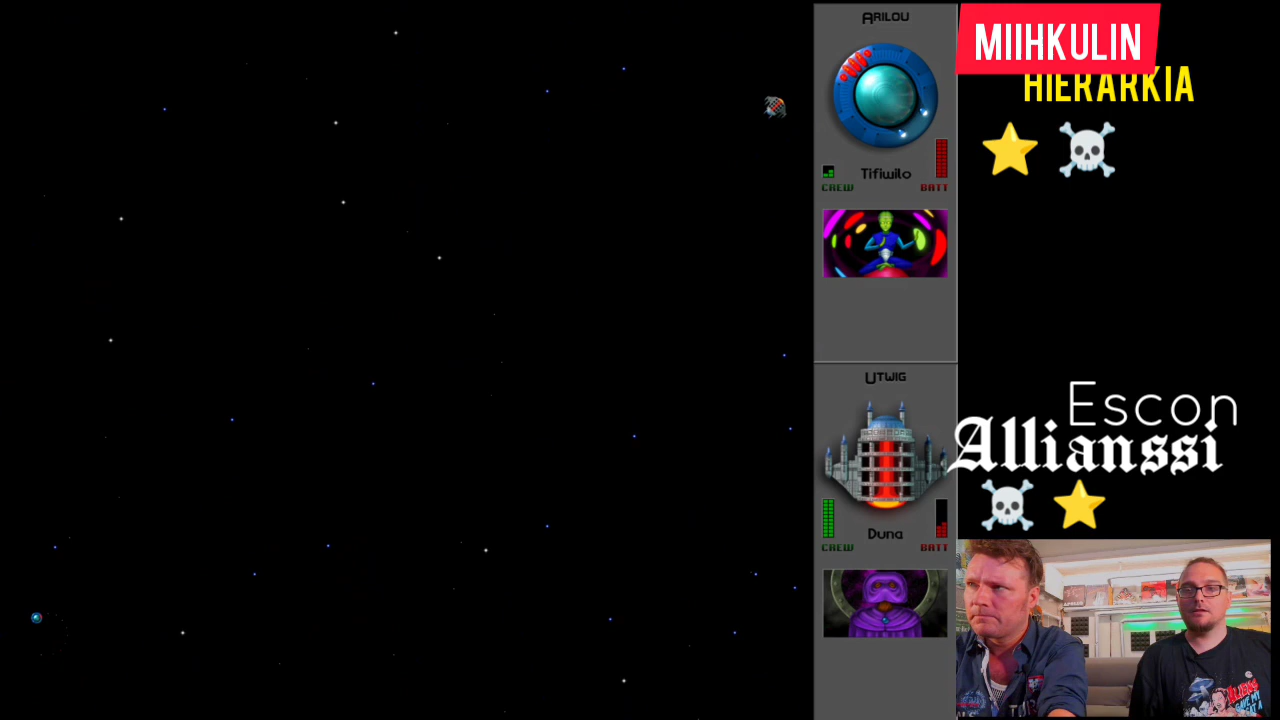 ARILOU
MIIHKULIN
HIERARKIA
Tifiwilo
CREW BATT
UTWIG
Escon
Allianssi
Duna
CREW BATT